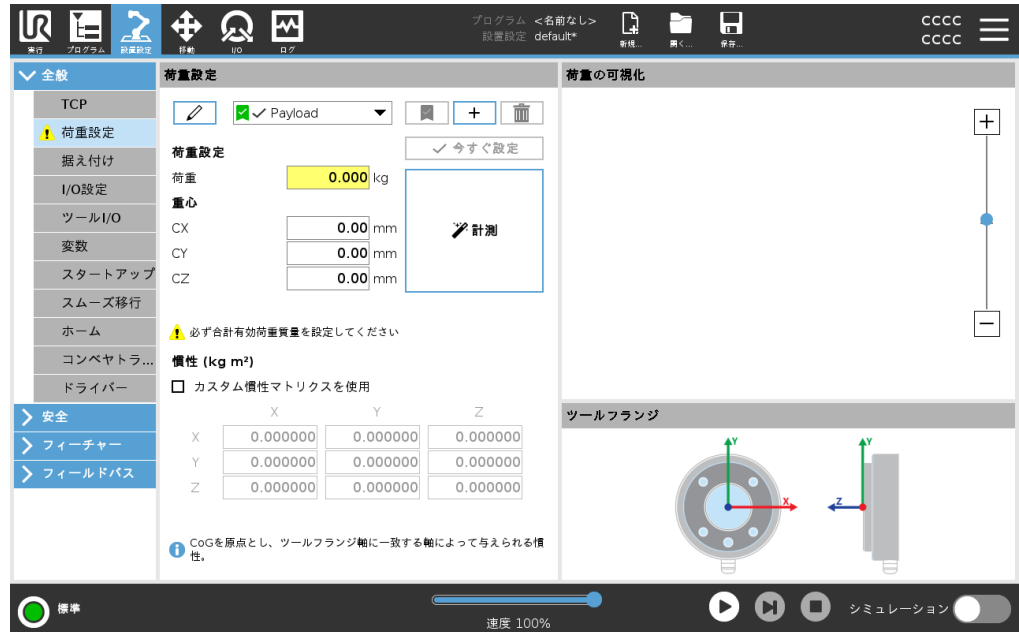 UR
実行
プログラム
設置設定
移動
I/O
ログ
プログラム <名前なし>
設置設定 default*
新規...
開く...
保存...
cccc
cccc
全般
TCP
荷重設定
据え付け
I/O設定
ツールI/O
変数
スタートアップ
スムーズ移行
ホーム
コンベヤトラ...
ドライバー
安全
フィーチャー
フィールドバス
荷重設定
Payload
+
今すぐ設定
荷重設定
荷重 0.000 kg
重心
CX 0.00 mm
CY 0.00 mm
CZ 0.00 mm
計測
必ず合計有効荷重質量を設定してください
慣性 (kg m²)
カスタム慣性マトリクスを使用
X Y Z
X 0.000000 0.000000 0.000000
Y 0.000000 0.000000 0.000000
Z 0.000000 0.000000 0.000000
CoGを原点とし、ツールフランジ軸に一致する軸によって与えられる慣
性。
荷重の可視化
+
−
ツールフランジ
Y
X
Y
Z
標準
速度 100%
シミュレーション